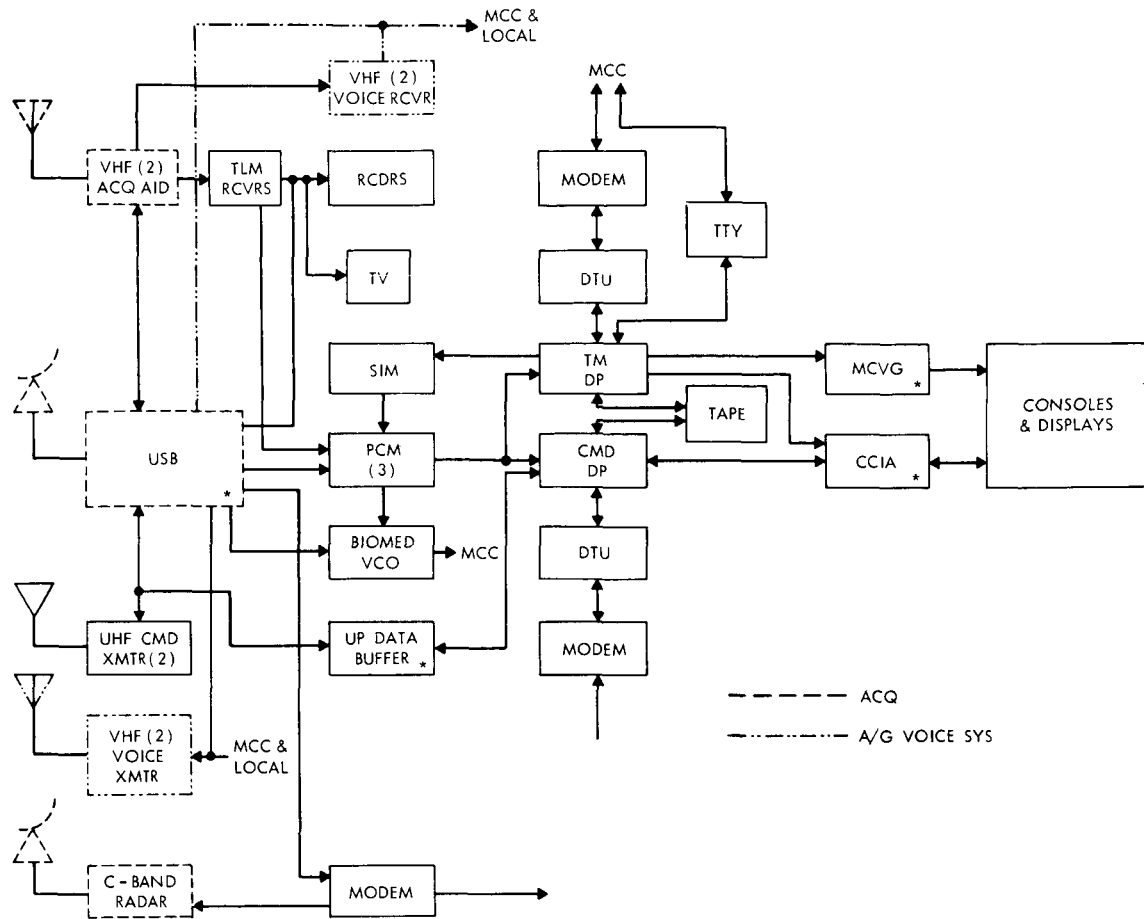 MCC &
LOCAL
VHF (2)
VOICE RCVR
MCC
VHF (2)
ACQ AID
TLM
RCVRS
RCDRS
MODEM
TTY
TV
DTU
SIM
TM
DP
MCVG
*
TAPE
CONSOLES
& DISPLAYS
USB
*
PCM
(3)
CMD
DP
CCIA
*
BIOMED
VCO
MCC
DTU
UHF CMD
XMTR(2)
UP DATA
BUFFER
*
MODEM
VHF (2)
VOICE
XMTR
MCC &
LOCAL
ACQ
A/G VOICE SYS
C-BAND
RADAR
MODEM